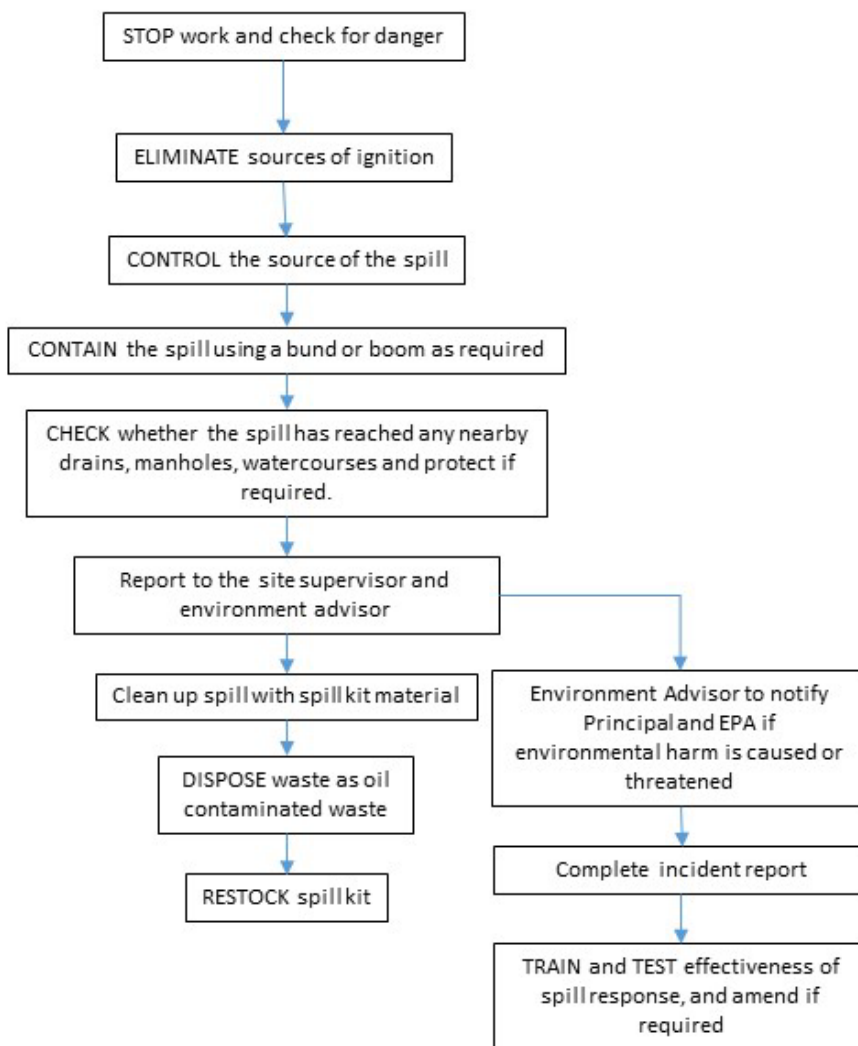 STOP work and check for danger
ELIMINATE sources of ignition
CONTROL the source of the spill
CONTAIN the spill using a bund or boom as required
CHECK whether the spill has reached any nearby
drains, manholes, watercourses and protect if
required.
Report to the site supervisor and
environment advisor
Clean up spill with spill kit material
DISPOSE waste as oil
contaminated waste
RESTOCK spill kit
Environment Advisor to notify
Principal and EPA if
environmental harm is caused or
threatened
Complete incident report
TRAIN and TEST effectiveness of
spill response, and amend if
required